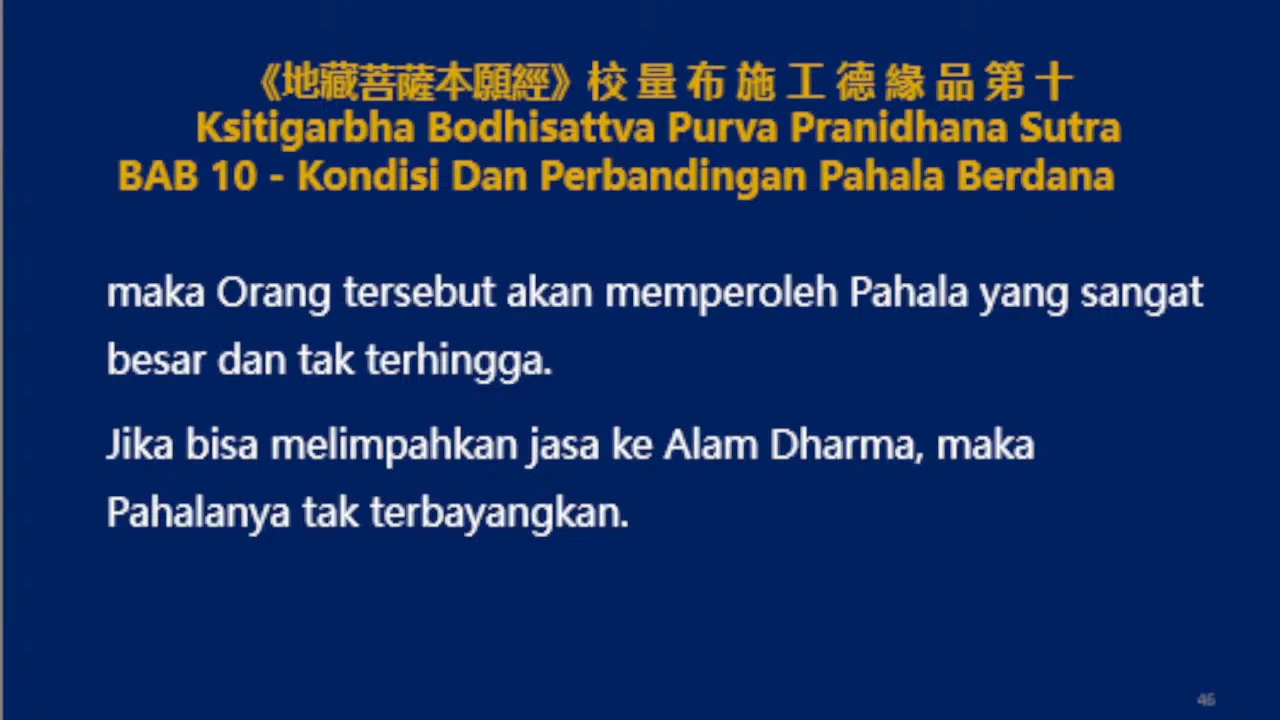 《地藏菩薩本願經》校量布施工德緣品第十
Ksitigarbha Bodhisattva Purva Pranidhana Sutra
BAB 10 - Kondisi Dan Perbandingan Pahala Berdana
maka Orang tersebut akan memperoleh Pahala yang sangat
besar dan tak terhingga.
Jika bisa melimpahkan jasa ke Alam Dharma, maka
Pahalanya tak terbayangkan.
46